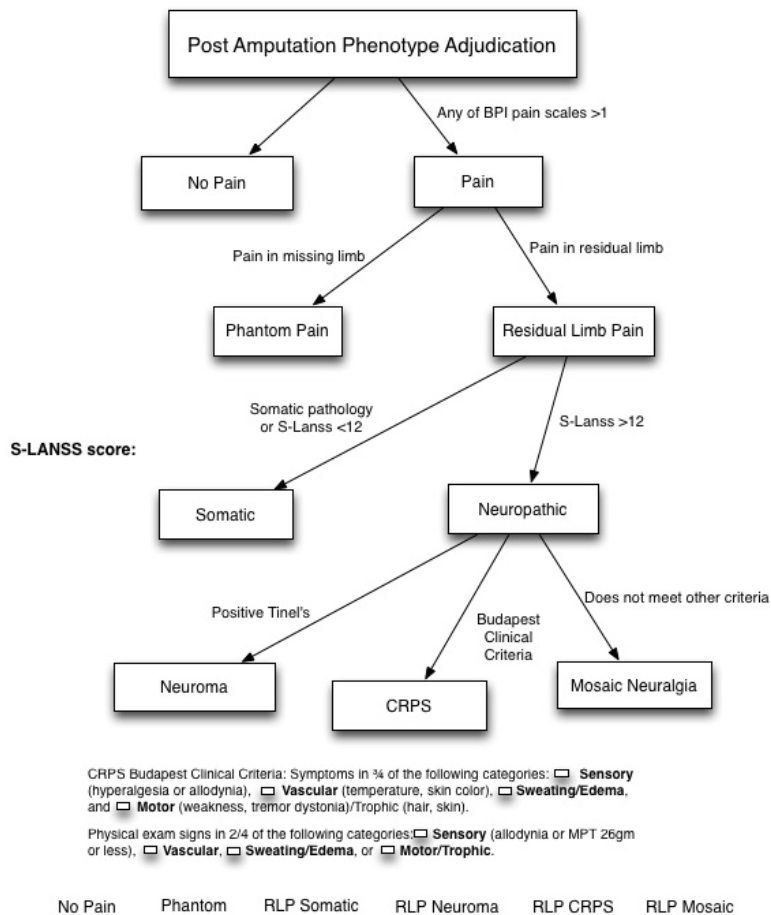 Post Amputation Phenotype Adjudication
Any of BPI pain scales >1
No Pain
Pain
Pain in missing limb
Pain in residual limb
Phantom Pain
Residual Limb Pain
Somatic pathology
or S-Lanss <12
S-Lanss >12
S-LANSS score:
Somatic
Neuropathic
Positive Tinel's
Budapest
Clinical
Criteria
Does not meet other criteria
Neuroma
CRPS
Mosaic Neuralgia
CRPS Budapest Clinical Criteria: Symptoms in ¾ of the following categories: Sensory
(hyperalgesia or allodynia), Vascular (temperature, skin color), Sweating/Edema,
and Motor (weakness, tremor dystonia)/Trophic (hair, skin).
Physical exam signs in 2/4 of the following categories: Sensory (allodynia or MPT 26gm
or less), Vascular, Sweating/Edema, or Motor/Trophic.
No Pain Phantom RLP Somatic RLP Neuroma RLP CRPS RLP Mosaic